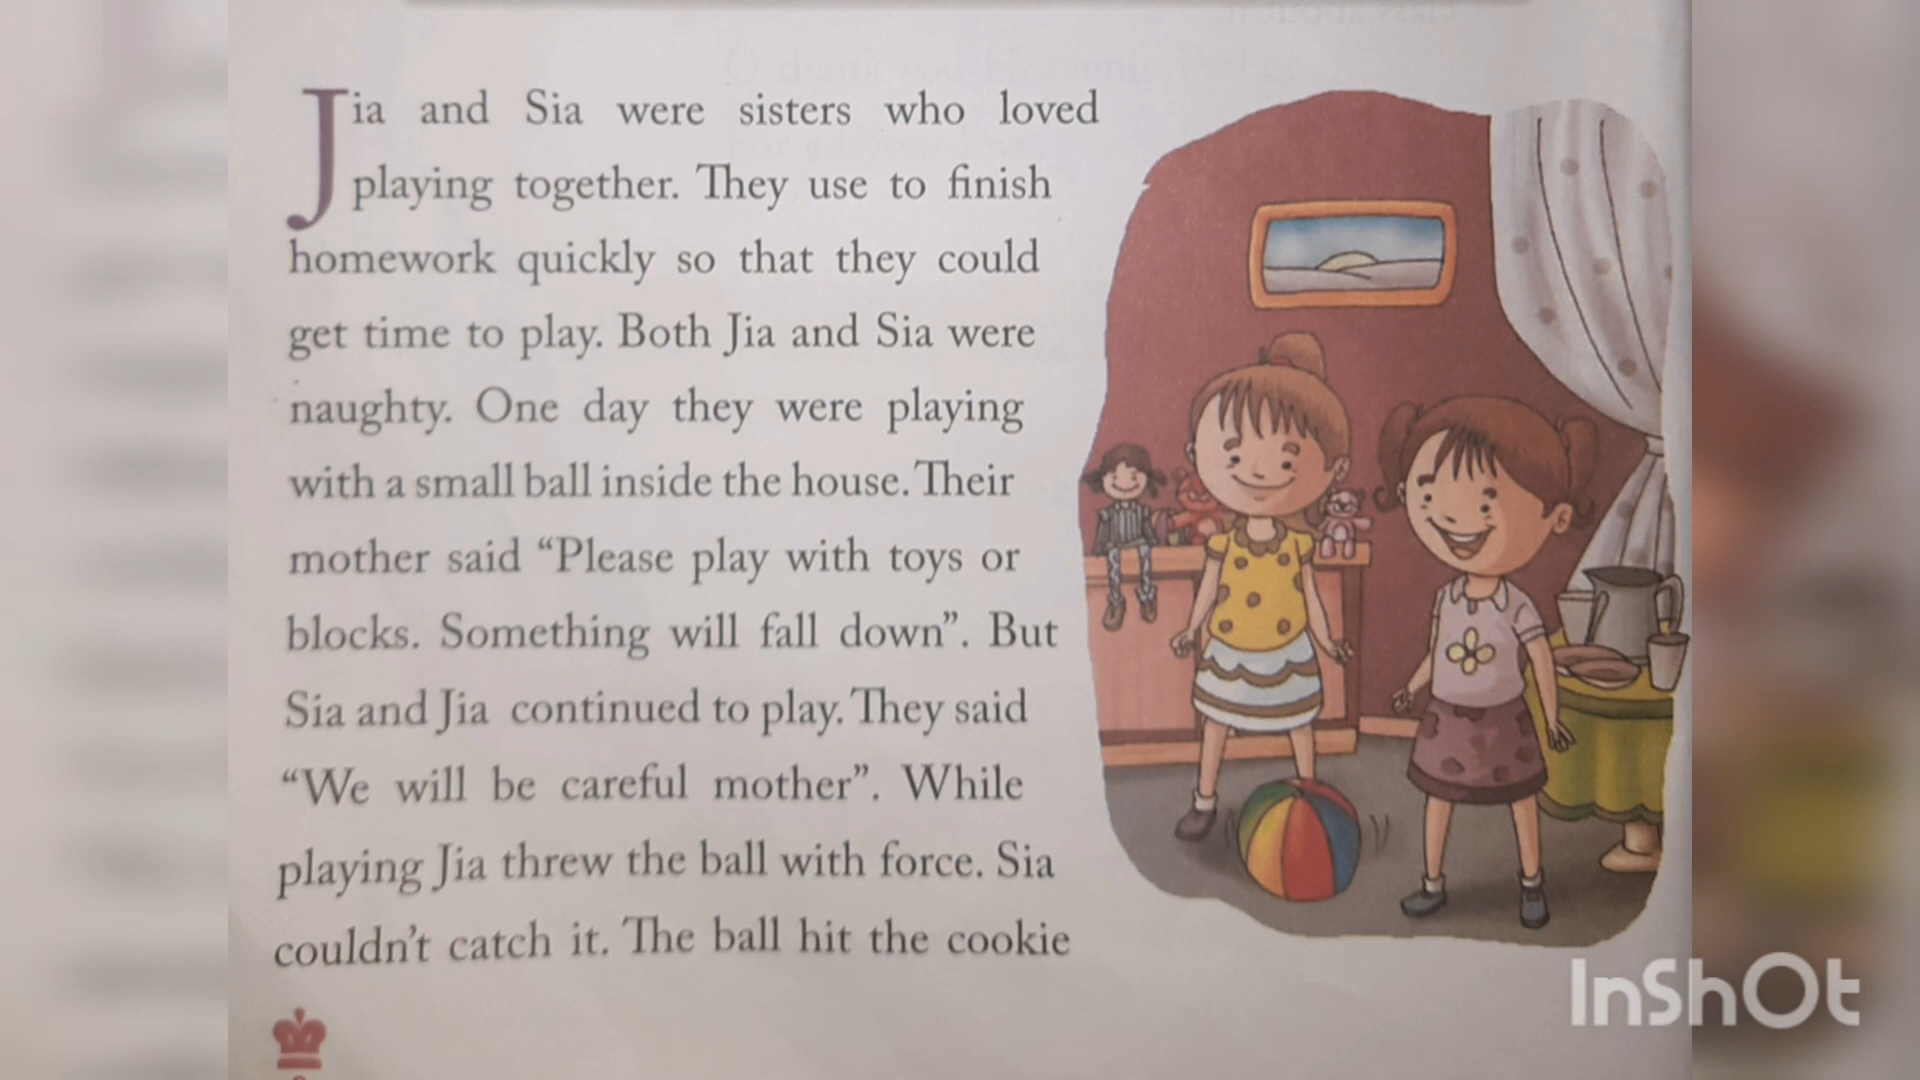 Jia and Sia were sisters who loved
playing together. They use to finish
homework quickly so that they could
get time to play. Both Jia and Sia were
naughty. One day they were playing
with a small ball inside the house. Their
mother said “Please play with toys or
blocks. Something will fall down”. But
Sia and Jia continued to play. They said
“We will be careful mother”. While
playing Jia threw the ball with force. Sia
couldn’t catch it. The ball hit the cookie
InShOt